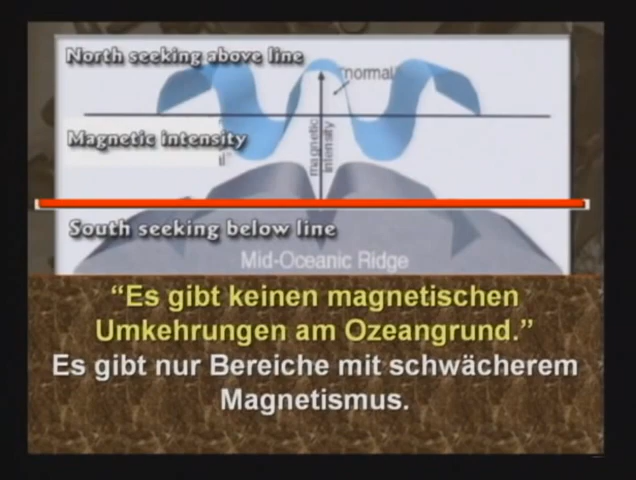 North seeking above line
"normal"
Magnetic intensity
magnetic
intensity
South seeking below line
Mid-Oceanic Ridge
“Es gibt keinen magnetischen
Umkehrungen am Ozeangrund.”
Es gibt nur Bereiche mit schwächerem
Magnetismus.